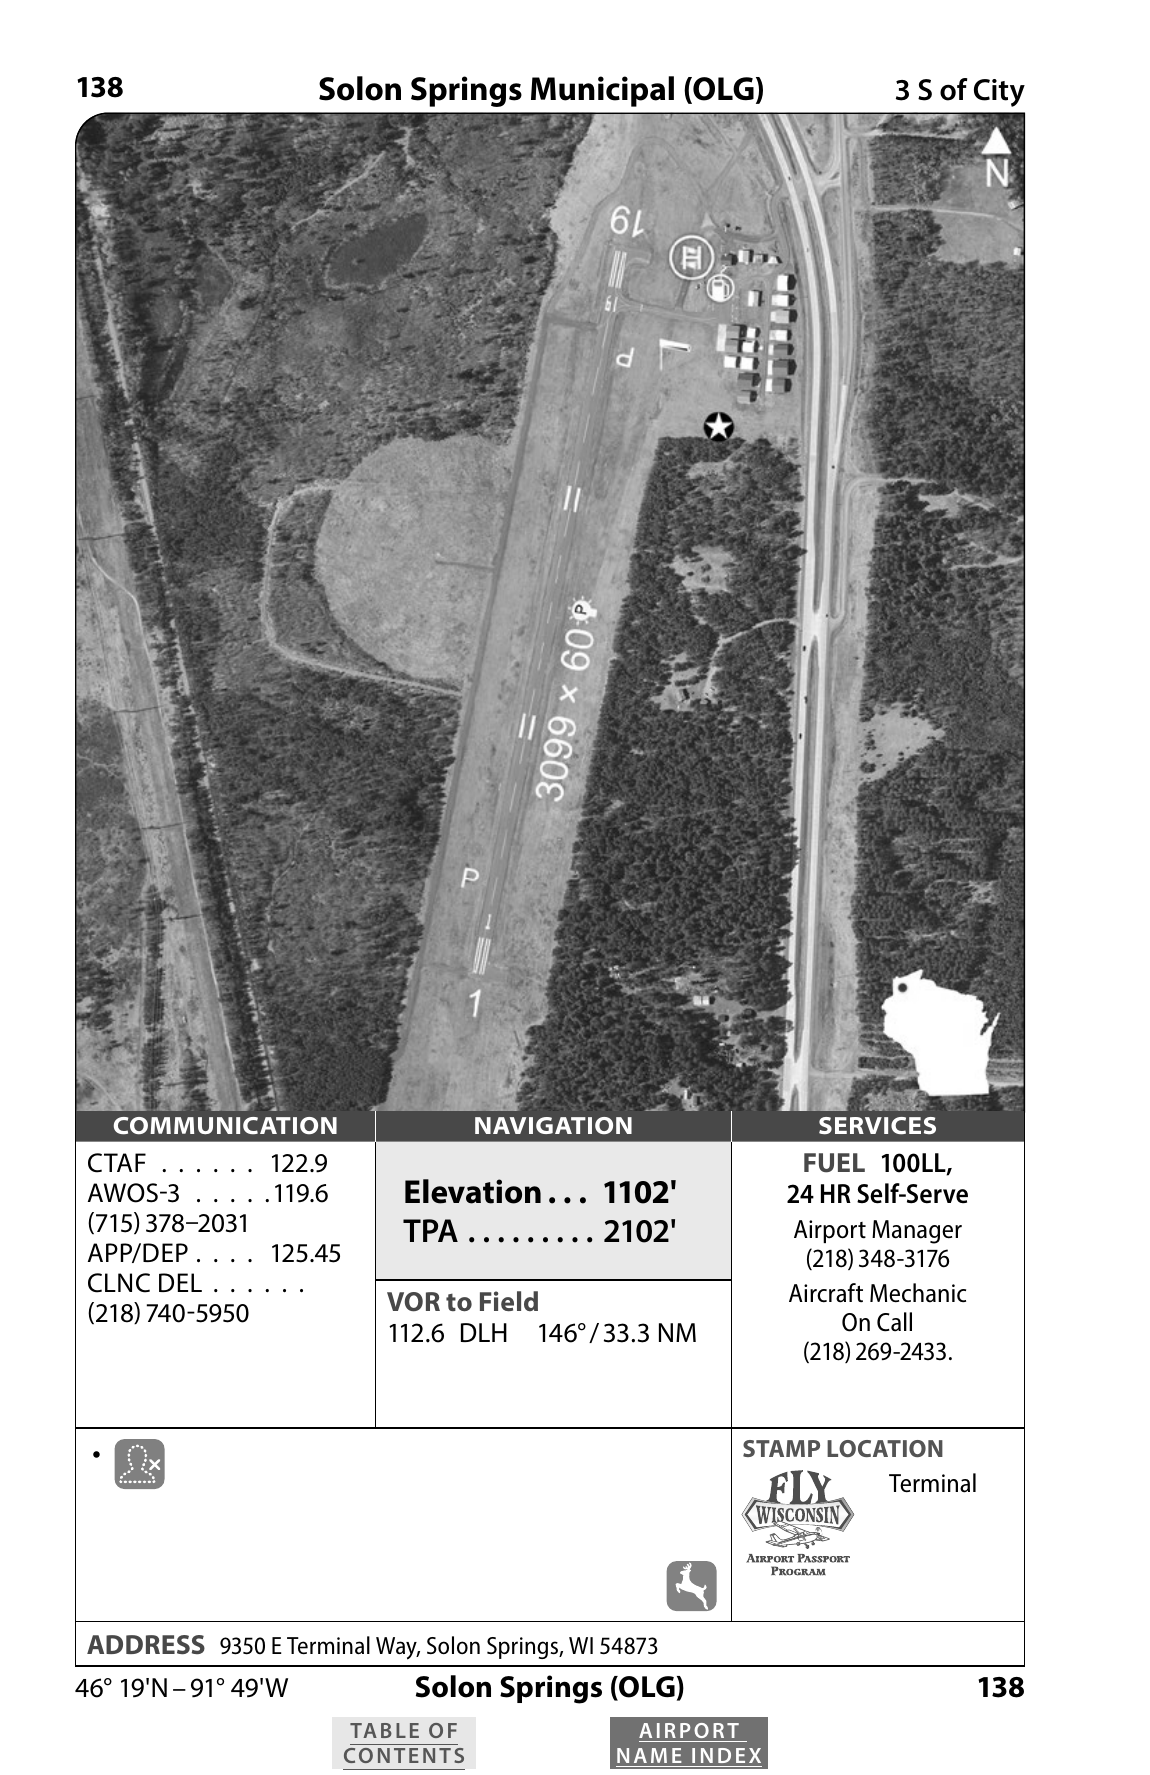 138 Solon Springs Municipal (OLG) 3 S of City
N
19
19
P
P
3099 × 60
P
1
1
COMMUNICATION
CTAF . . . . . . 122.9
AWOS-3 . . . . . 119.6
(715) 378–2031
APP/DEP . . . . 125.45
CLNC DEL . . . . . .
(218) 740-5950
NAVIGATION
Elevation . . . 1102'
TPA . . . . . . . . . 2102'
VOR to Field
112.6 DLH 146° / 33.3 NM
SERVICES
FUEL 100LL,
24 HR Self-Serve
Airport Manager
(218) 348-3176
Aircraft Mechanic
On Call
(218) 269-2433.
•
STAMP LOCATION
Terminal
FLY
WISCONSIN
AIRPORT PASSPORT
PROGRAM
ADDRESS 9350 E Terminal Way, Solon Springs, WI 54873
46° 19'N – 91° 49'W Solon Springs (OLG) 138
TABLE OF
CONTENTS
AIRPORT
NAME INDEX